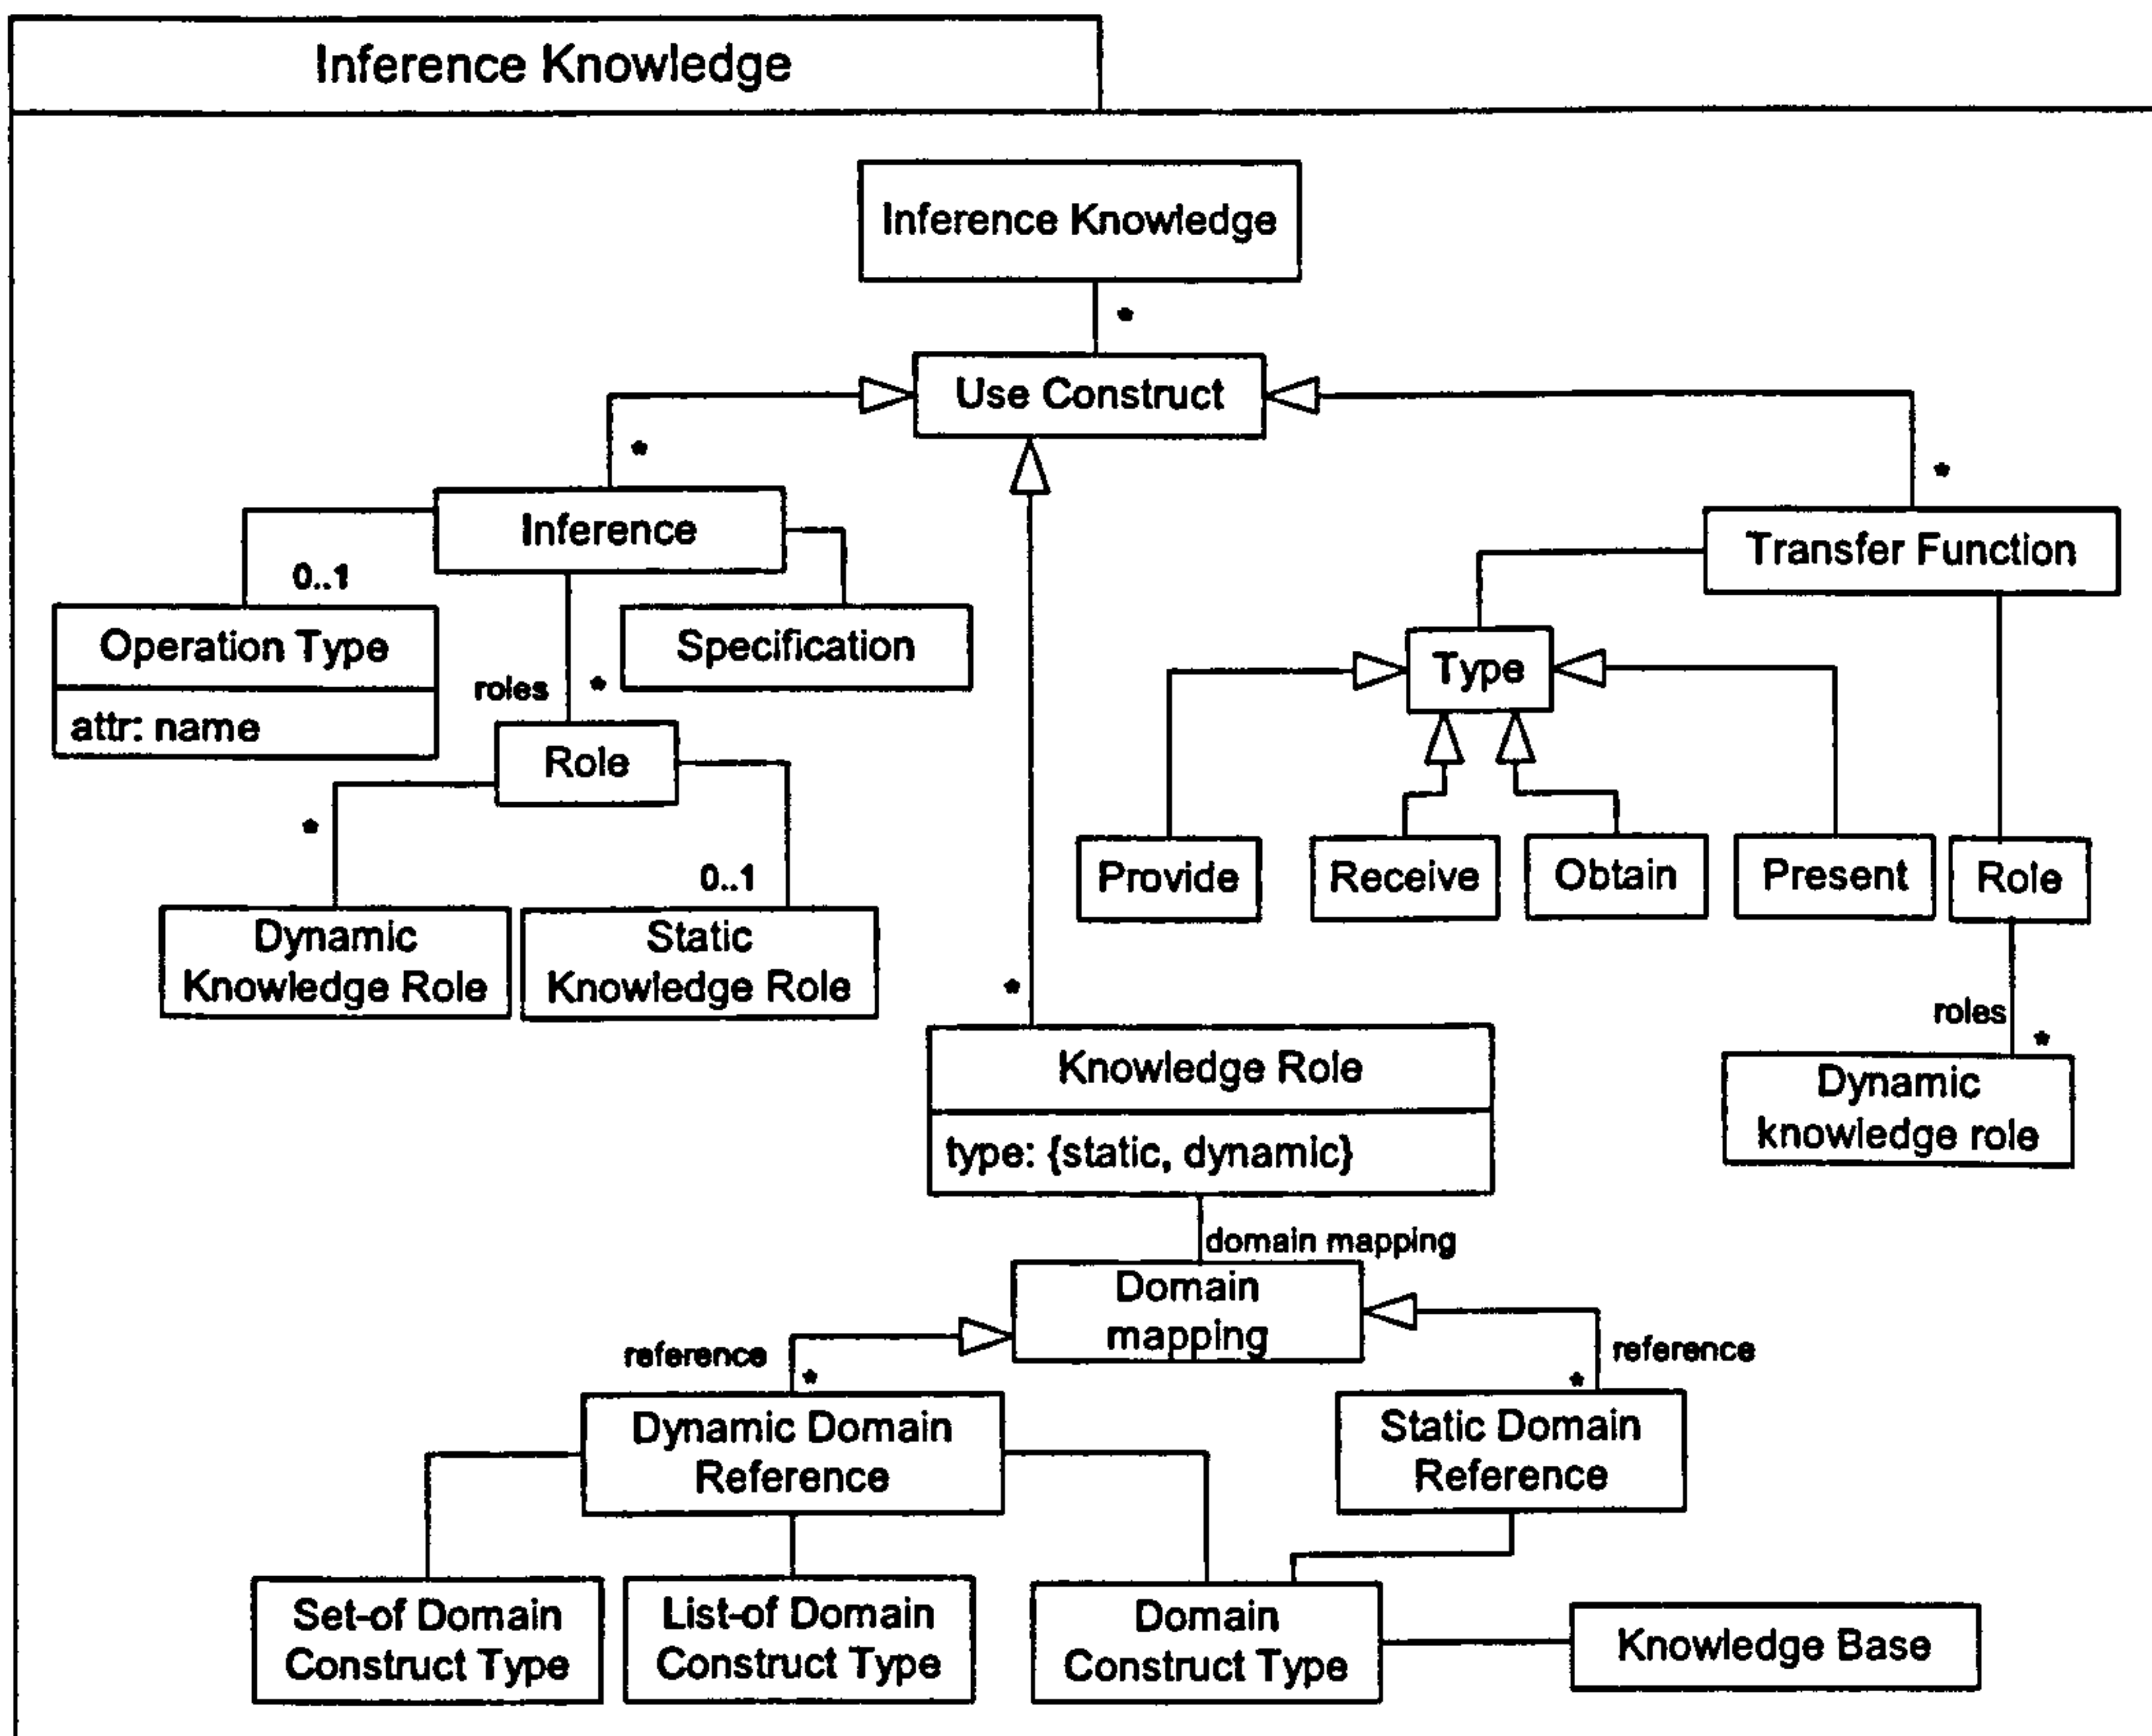 Inference Knowledge
Inference Knowledge
*
Use Construct
*
*
Inference
Transfer Function
0..1
Operation Type
Specification
Type
attr: name
roles
*
Role
*
0..1
Provide
Receive
Obtain
Present
Role
Dynamic
Knowledge Role
Static
Knowledge Role
*
roles
*
Knowledge Role
Dynamic
knowledge role
type: {static, dynamic}
domain mapping
Domain
mapping
reference
*
reference
*
Dynamic Domain
Reference
Static Domain
Reference
Set-of Domain
Construct Type
List-of Domain
Construct Type
Domain
Construct Type
Knowledge Base